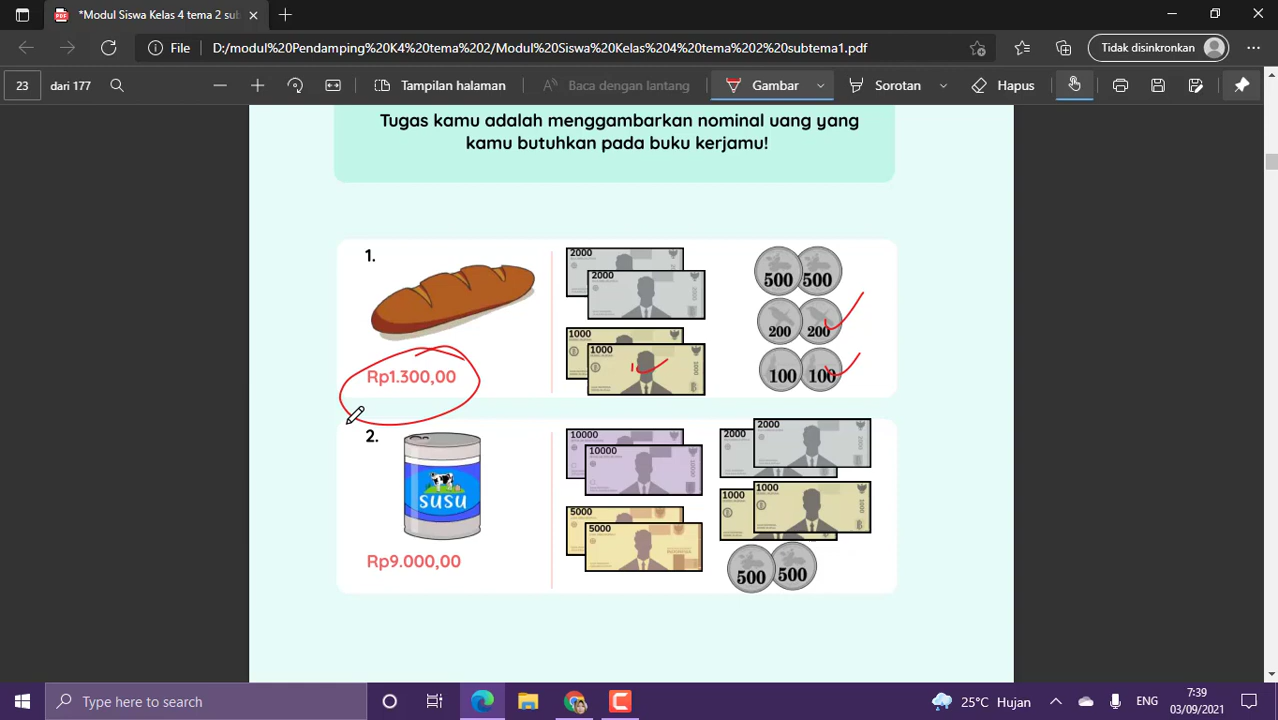 *Modul Siswa Kelas 4 tema 2 sub
File D:/modul%20Pendamping%20K4%20tema%202/Modul%20Siswa%20Kelas%204%20tema%202%20subtema1.pdf
Tidak disinkronkan
23 dari 177
Tampilan halaman
Baca dengan lantang
Gambar
Sorotan
Hapus
Tugas kamu adalah menggambarkan nominal uang yang
kamu butuhkan pada buku kerjamu!
1.
Rp1.300,00
2000
2000
1000
1000
1000
500 500
200 200
100 100
2.
SUSU
Rp9.000,00
10000
10000
10000
5000
5000
2000
2000
1000
1000
500 500
Type here to search
25°C Hujan
ENG
7:39
03/09/2021